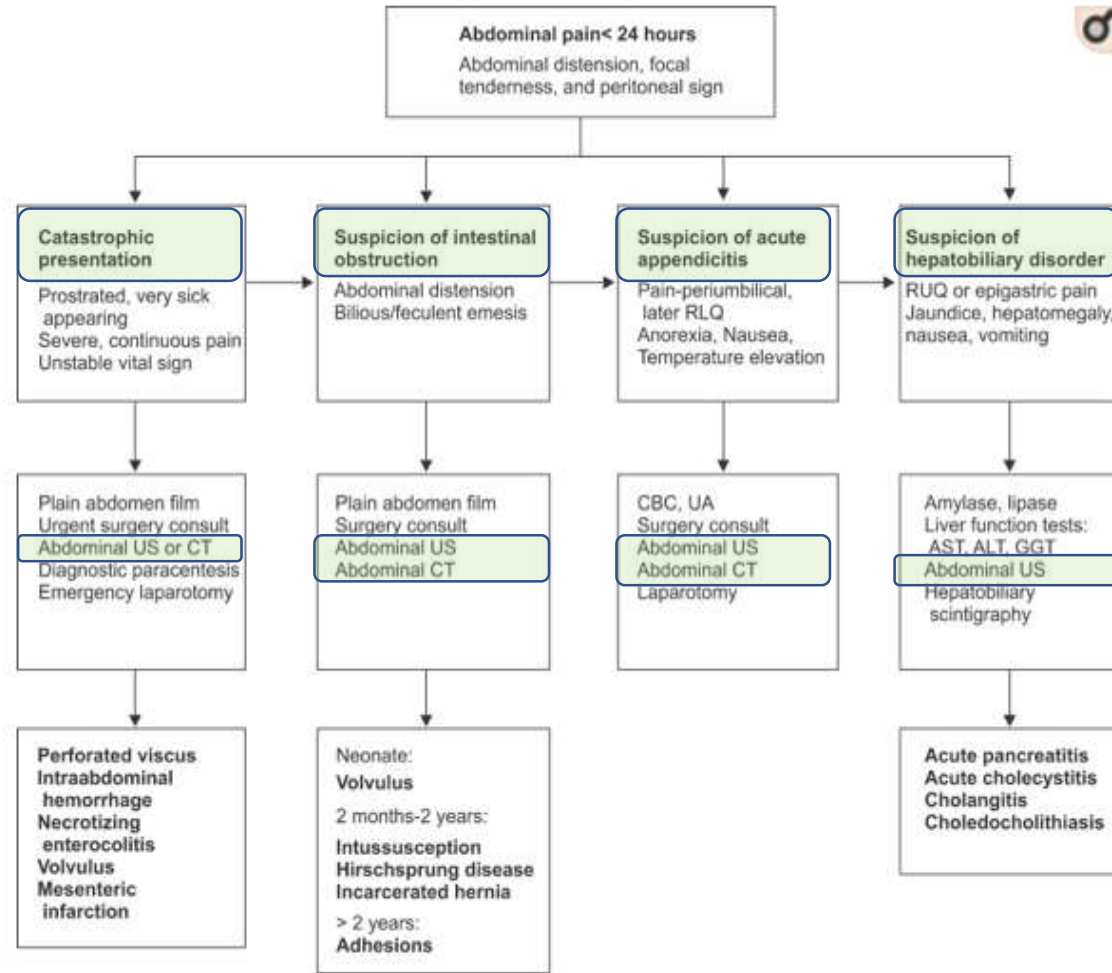 Abdominal pain< 24 hours
Abdominal distension, focal
tenderness, and peritoneal sign
Catastrophic
presentation
Prostrated, very sick
appearing
Severe, continuous pain
Unstable vital sign
Suspicion of intestinal
obstruction
Abdominal distension
Bilious/feculent emesis
Suspicion of acute
appendicitis
Pain-periumbilical,
later RLQ
Anorexia, Nausea,
Temperature elevation
Suspicion of
hepatobiliary disorder
RUQ or epigastric pain
Jaundice, hepatomegaly,
nausea, vomiting
Plain abdomen film
Urgent surgery consult
Abdominal US or CT
Diagnostic paracentesis
Emergency laparotomy
Plain abdomen film
Surgery consult
Abdominal US
Abdominal CT
CBC, UA
Surgery consult
Abdominal US
Abdominal CT
Laparotomy
Amylase, lipase
Liver function tests:
AST, ALT, GGT
Abdominal US
Hepatobiliary
scintigraphy
Perforated viscus
Intraabdominal
hemorrhage
Necrotizing
enterocolitis
Volvulus
Mesenteric
infarction
Neonate:
Volvulus
2 months-2 years:
Intussusception
Hirschsprung disease
Incarcerated hernia
> 2 years:
Adhesions
Acute pancreatitis
Acute cholecystitis
Cholangitis
Choledocholithiasis